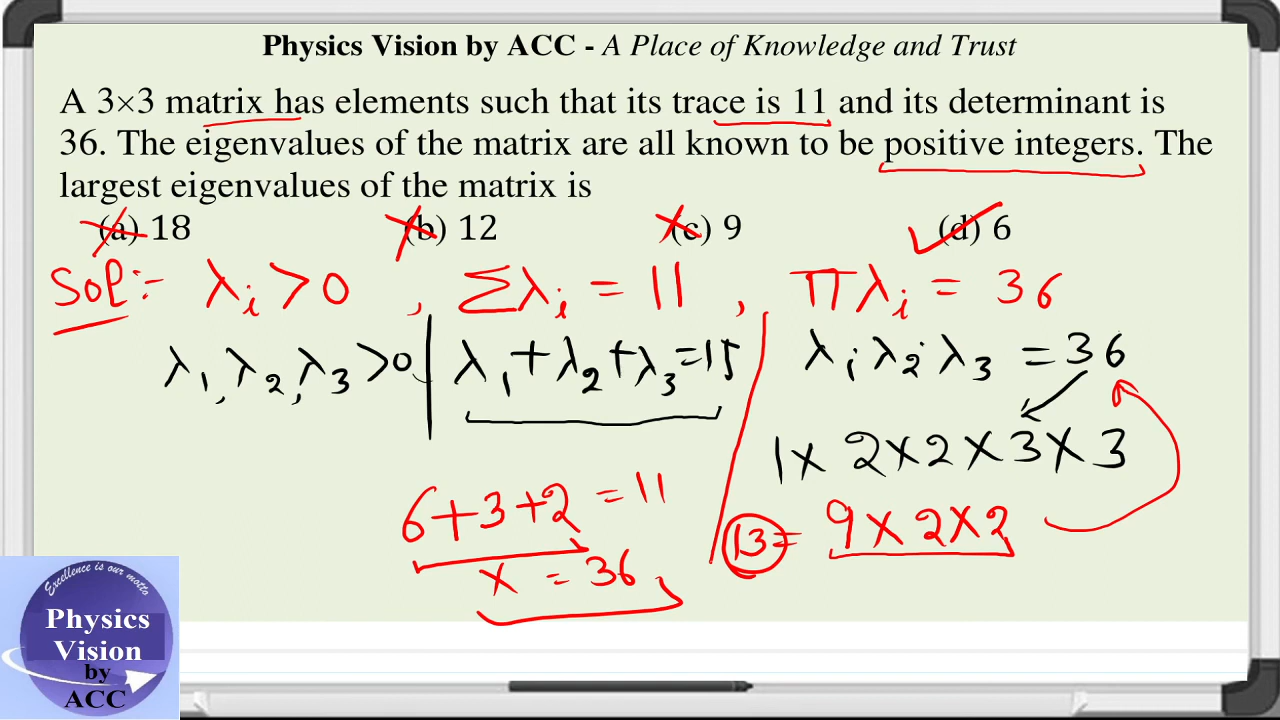 Physics Vision by ACC - A Place of Knowledge and Trust
A 3×3 matrix has elements such that its trace is 11 and its determinant is
36. The eigenvalues of the matrix are all known to be positive integers. The
largest eigenvalues of the matrix is
(a) 18 (b) 12 (c) 9 (d) 6
Sol:- λi > 0 , Σλi = 11 , Πλi = 36
λ1, λ2, λ3 > 0 | λ1+λ2+λ3=11 λ1 λ2 λ3 = 36
1 × 2 × 2 × 3 × 3
6+3+2 = 11
13 = 9 × 2 × 2
× = 36
Excellence is our motto
Physics
Vision
by
ACC